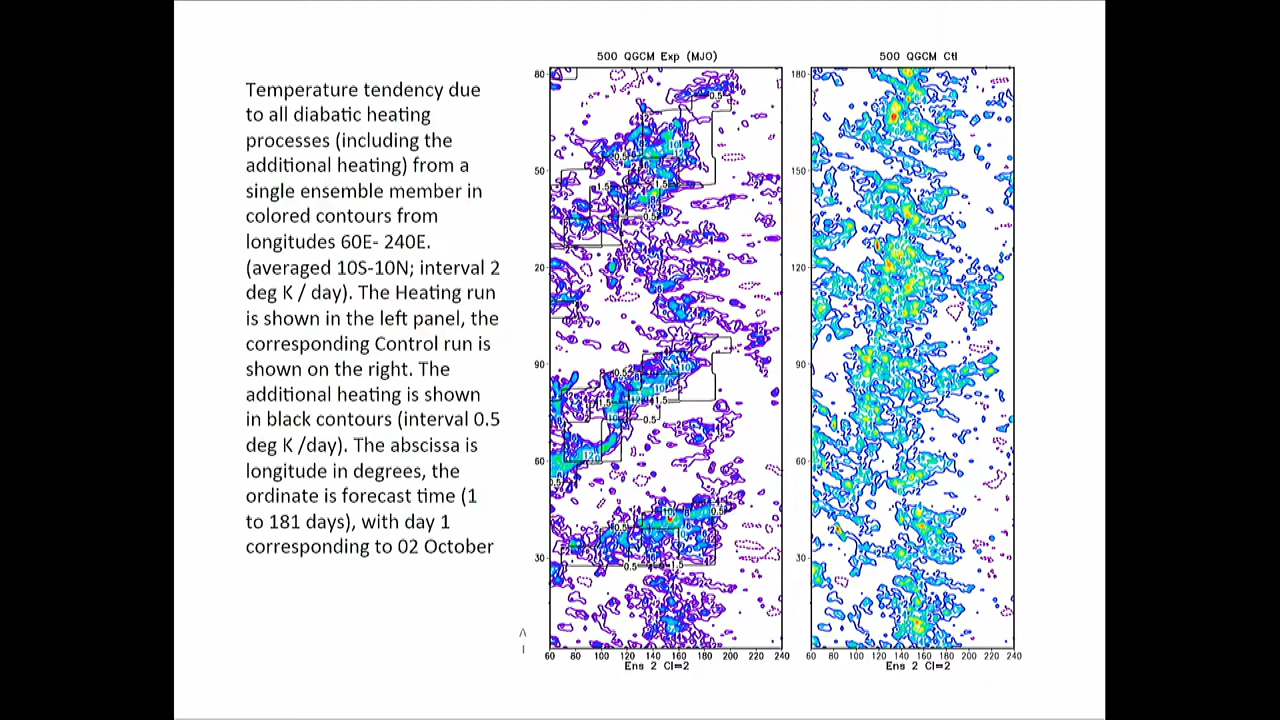 Temperature tendency due
to all diabatic heating
processes (including the
additional heating) from a
single ensemble member in
colored contours from
longitudes 60E- 240E.
(averaged 10S-10N; interval 2
deg K / day). The Heating run
is shown in the left panel, the
corresponding Control run is
shown on the right. The
additional heating is shown
in black contours (interval 0.5
deg K /day). The abscissa is
longitude in degrees, the
ordinate is forecast time (1
to 181 days), with day 1
corresponding to 02 October
500 QGCM Exp (MJO)
80
50
20
90
60
30
60 80 100 120 140 160 180 200 220 240
Ens 2 CI=2
500 QGCM Ctl
180
150
120
90
60
30
60 80 100 120 140 160 180 200 220 240
Ens 2 CI=2